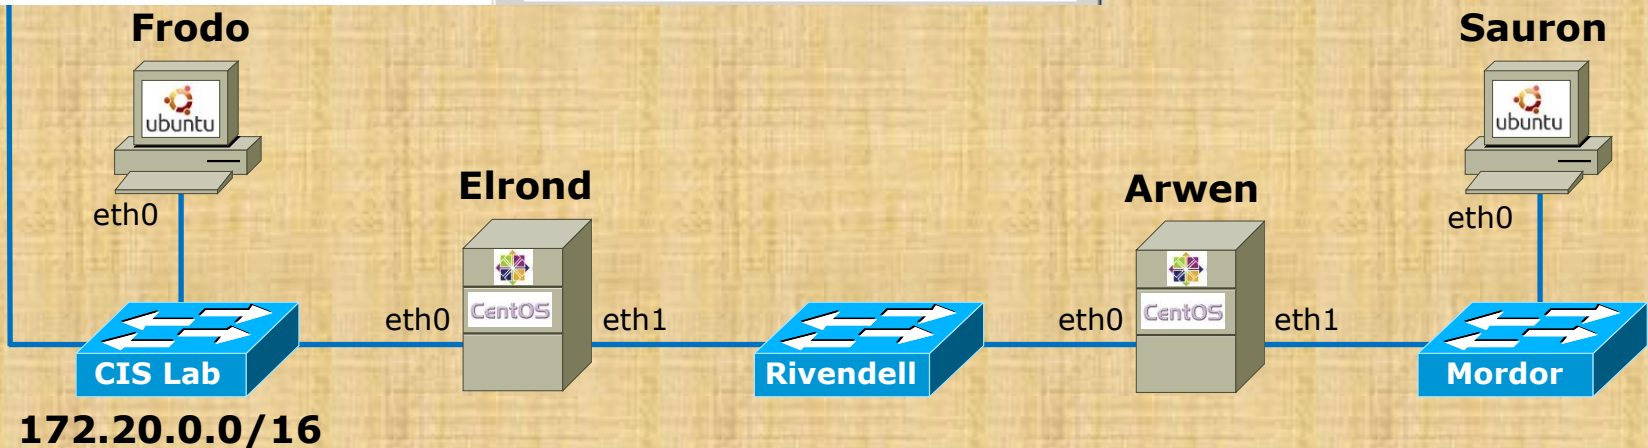 Frodo
Sauron
ubuntu
ubuntu
Elrond
Arwen
eth0
eth0
CentOS
CentOS
eth0
eth1
eth0
eth1
CIS Lab
Rivendell
Mordor
172.20.0.0/16